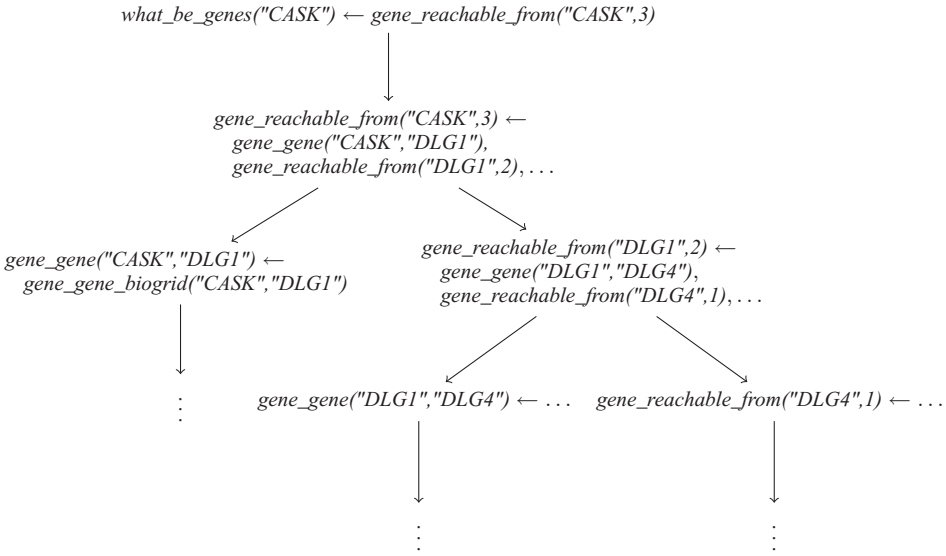 what_be_genes("CASK") ← gene_reachable_from("CASK",3)
gene_reachable_from("CASK",3) ←
gene_gene("CASK","DLG1"),
gene_reachable_from("DLG1",2), . . .
gene_gene("CASK","DLG1") ←
gene_gene_biogrid("CASK","DLG1")
gene_reachable_from("DLG1",2) ←
gene_gene("DLG1","DLG4"),
gene_reachable_from("DLG4",1), . . .
⋮
gene_gene("DLG1","DLG4") ← . . .
gene_reachable_from("DLG4",1) ← . . .
⋮
⋮